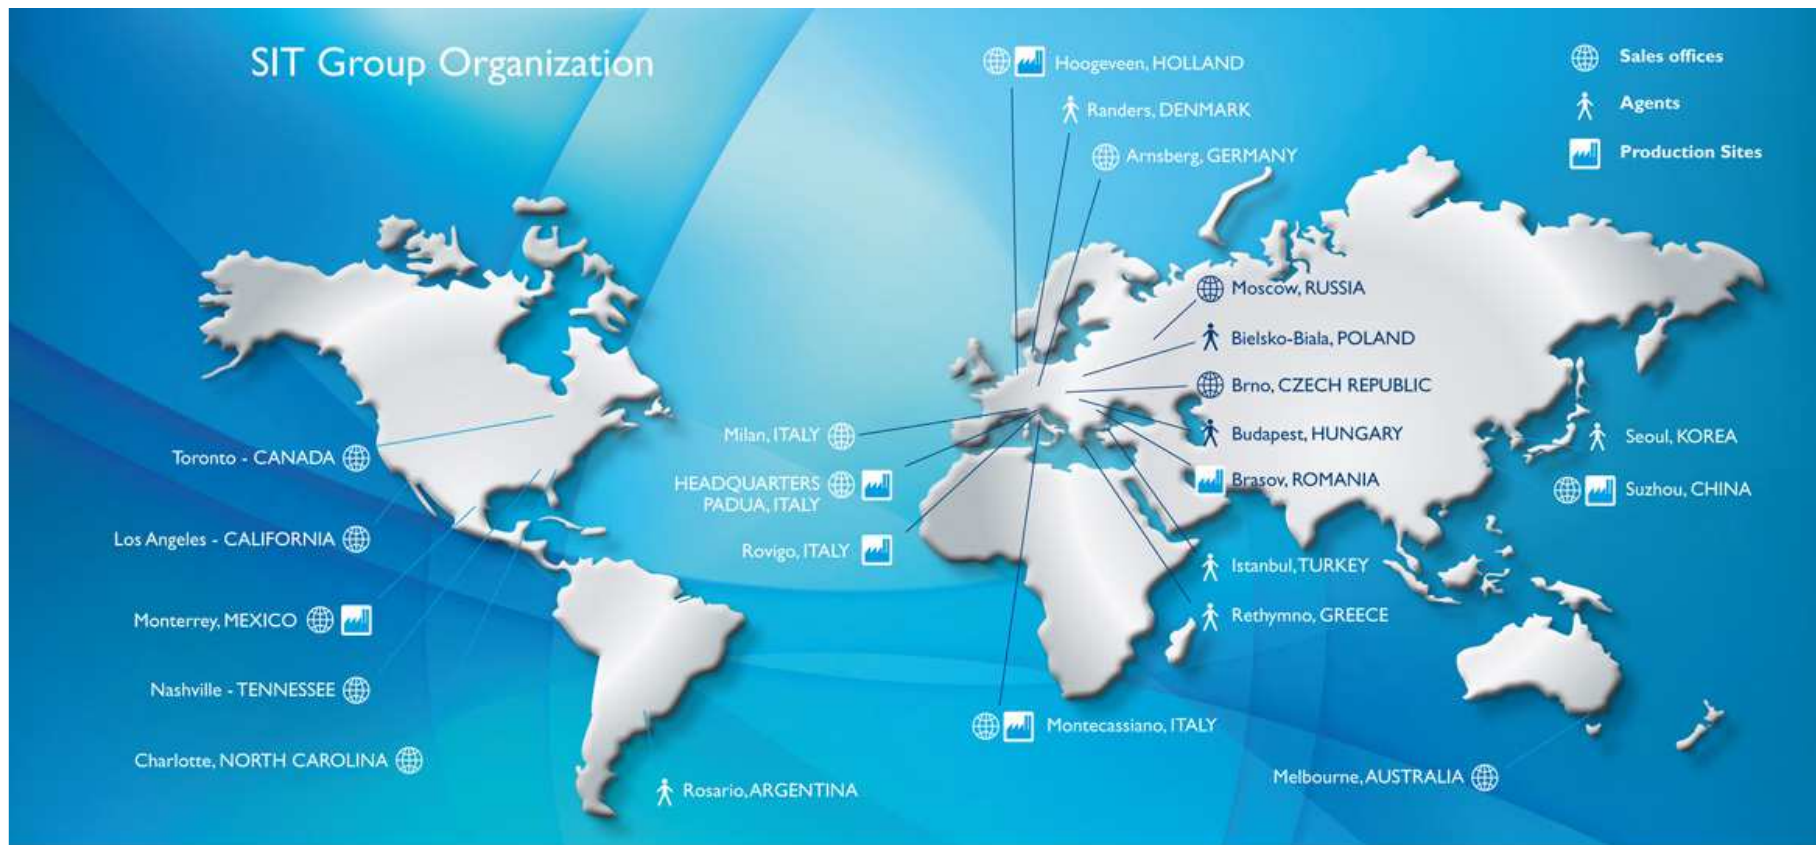 SIT Group Organization
Hoogeveen, HOLLAND
Randers, DENMARK
Arnsberg, GERMANY
Sales offices
Agents
Production Sites
Moscow, RUSSIA
Bielsko-Biala, POLAND
Brno, CZECH REPUBLIC
Budapest, HUNGARY
Brasov, ROMANIA
Istanbul, TURKEY
Rethymno, GREECE
Milan, ITALY
HEADQUARTERS
PADUA, ITALY
Rovigo, ITALY
Montecassiano, ITALY
Toronto - CANADA
Los Angeles - CALIFORNIA
Monterrey, MEXICO
Nashville - TENNESSEE
Charlotte, NORTH CAROLINA
Rosario, ARGENTINA
Seoul, KOREA
Suzhou, CHINA
Melbourne, AUSTRALIA